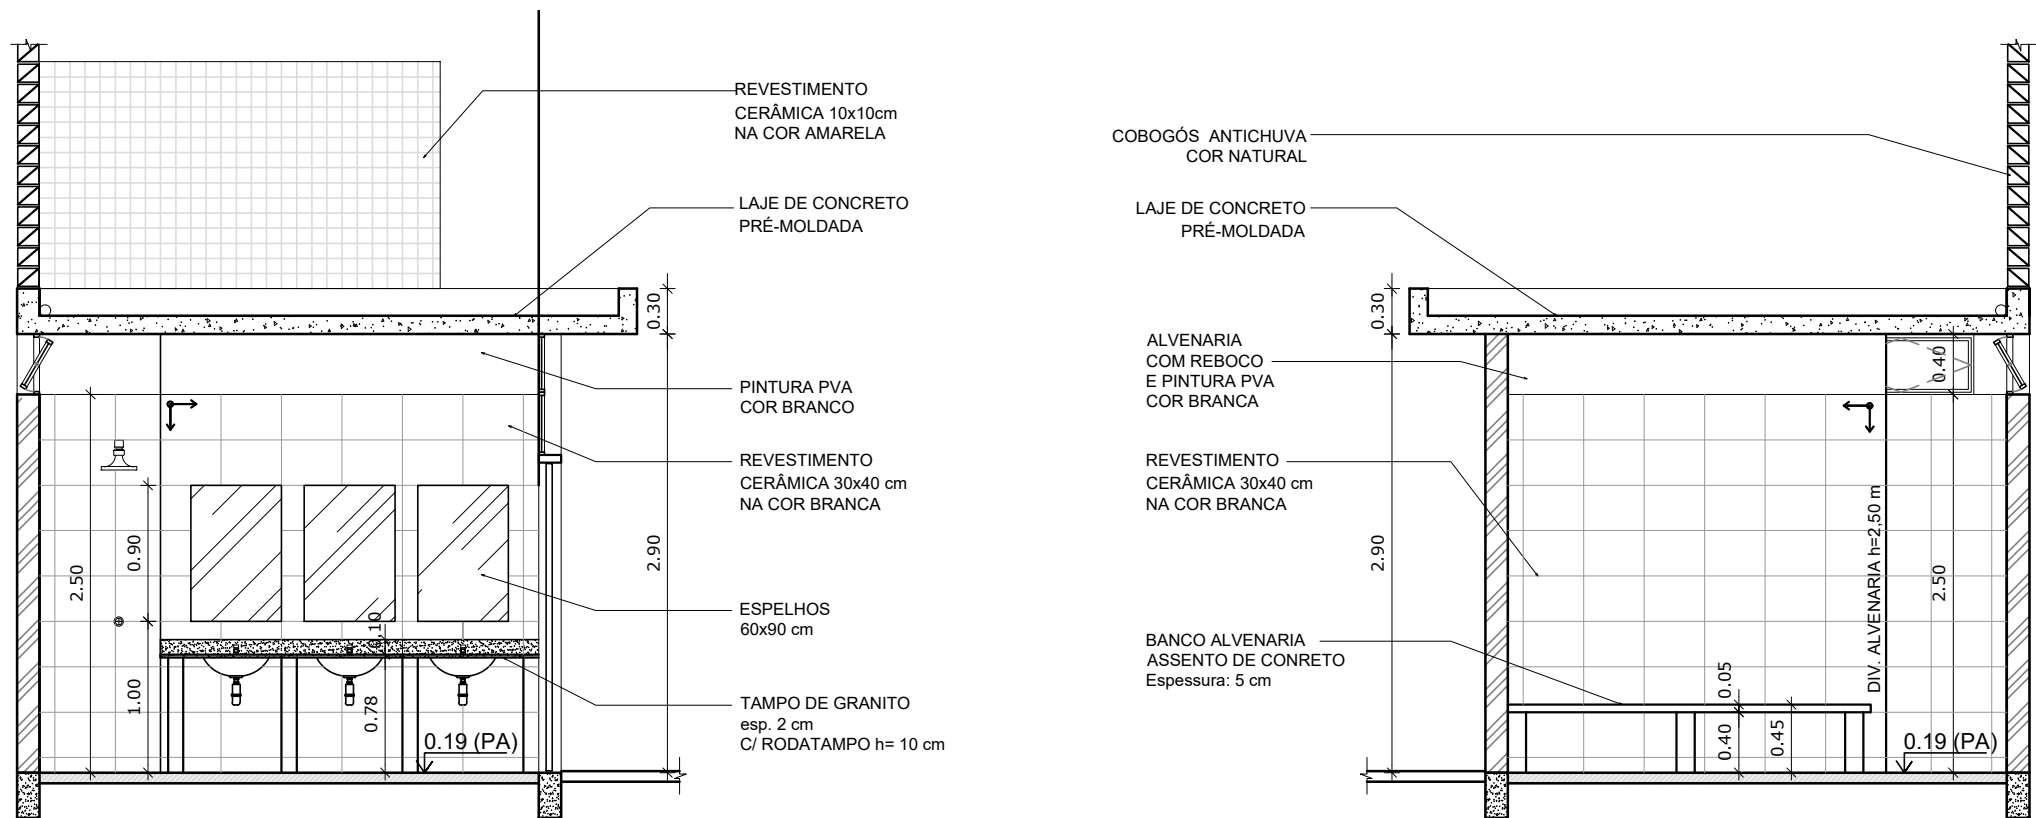 REVESTIMENTO
CERÂMICA 10x10cm
NA COR AMARELA
LAJE DE CONCRETO
PRÉ-MOLDADA
0.30
PINTURA PVA
COR BRANCO
REVESTIMENTO
CERÂMICA 30x40 cm
NA COR BRANCA
2.90
0.90
2.50
ESPELHOS
60x90 cm
0,10
1.00
0.78
TAMPO DE GRANITO
esp. 2 cm
C/ RODATAMPO h= 10 cm
0.19 (PA)
COBOGÓS ANTICHUVA
COR NATURAL
LAJE DE CONCRETO
PRÉ-MOLDADA
0.30
ALVENARIA
COM REBOCO
E PINTURA PVA
COR BRANCA
0.40
REVESTIMENTO
CERÂMICA 30x40 cm
NA COR BRANCA
2.90
DIV. ALVENARIA h=2,50 m
2.50
BANCO ALVENARIA
ASSENTO DE CONRETO
Espessura: 5 cm
0.05
0.40
0.45
0.19 (PA)